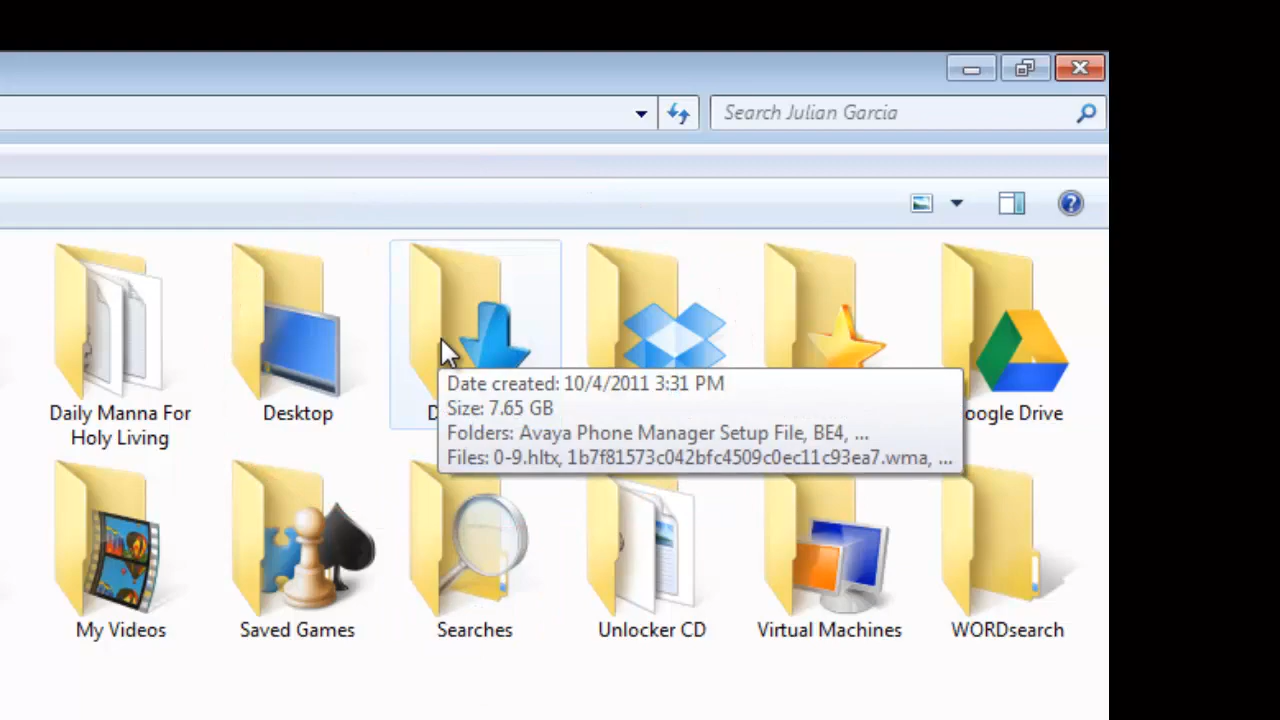 Search Julian Garcia
Daily Manna For
Holy Living
Desktop
Date created: 10/4/2011 3:31 PM
Size: 7.65 GB
Folders: Avaya Phone Manager Setup File, BE4, ...
Files: 0-9.hltx, 1b7f81573c042bfc4509c0ec11c93ea7.wma, ...
oogle Drive
My Videos
Saved Games
Searches
Unlocker CD
Virtual Machines
WORDsearch